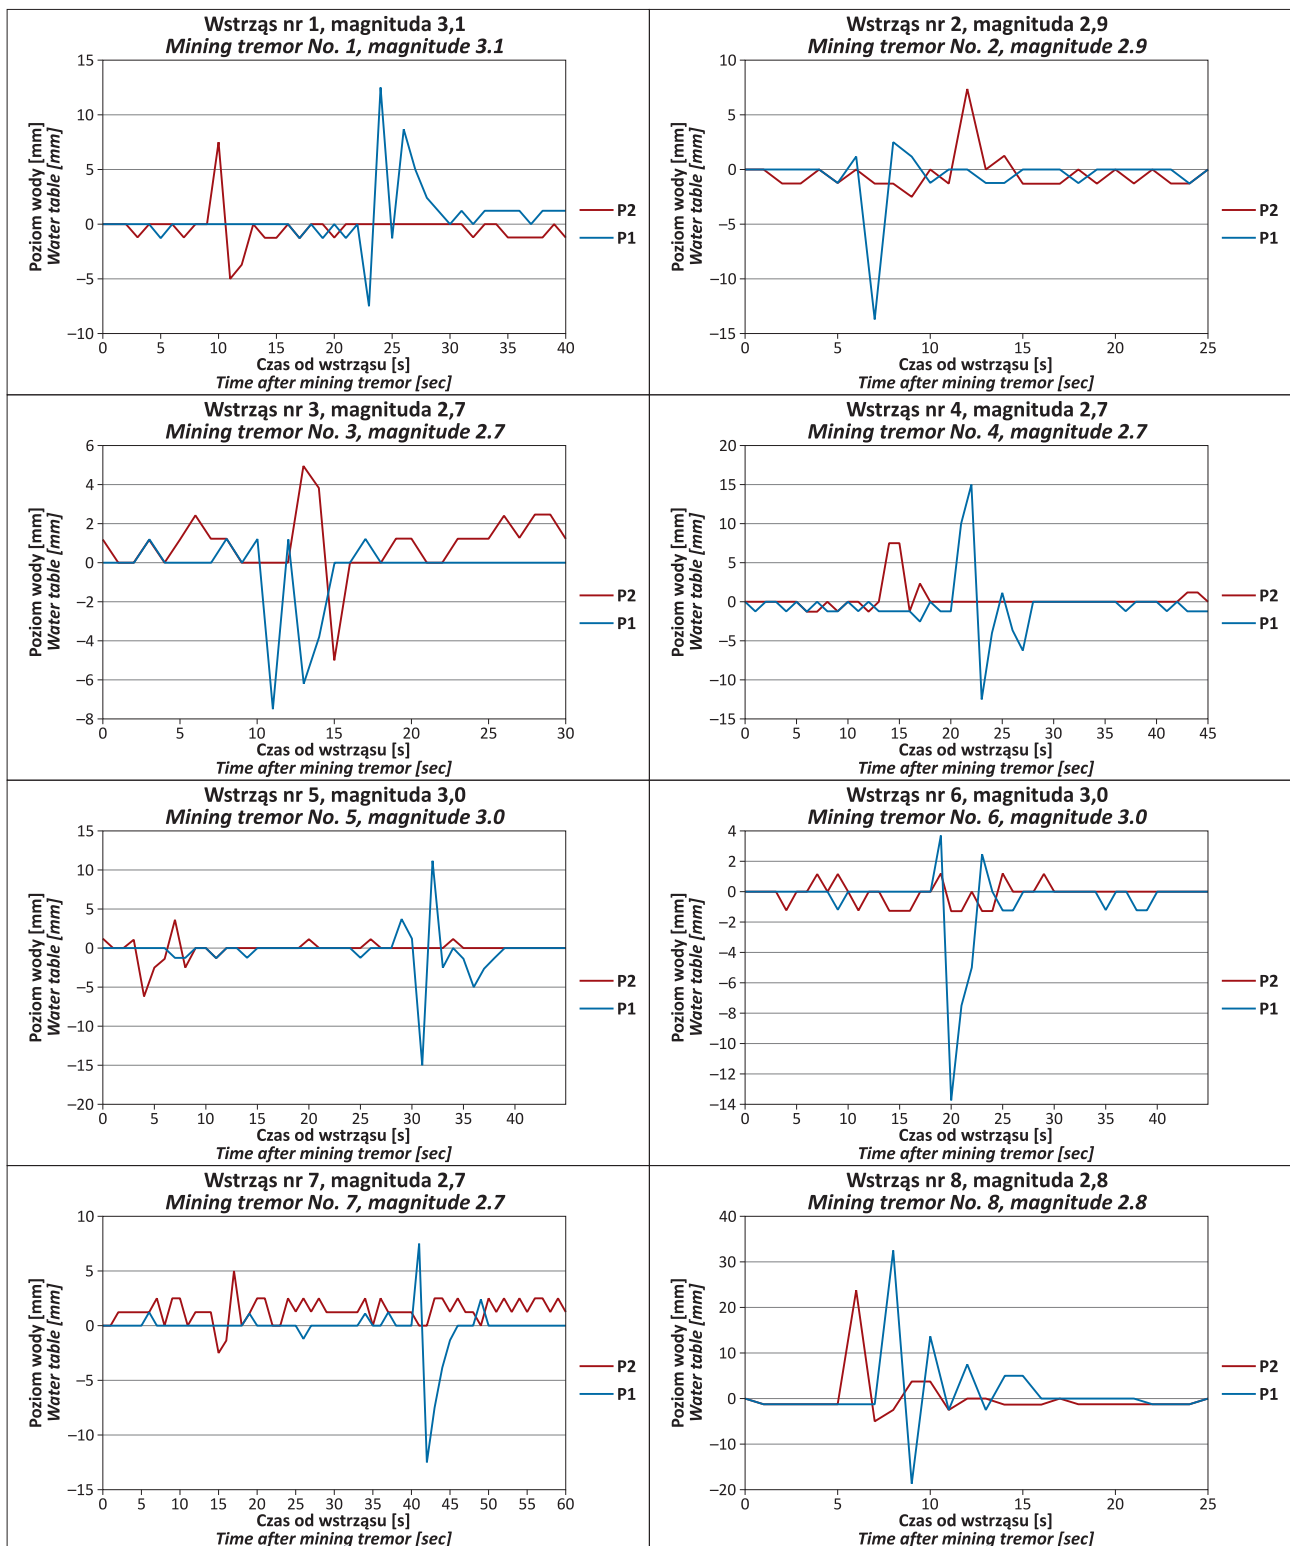 Wstrząs nr 1, magnituda 3,1
Mining tremor No. 1, magnitude 3.1
Poziom wody [mm]
Water table [mm]
15
10
5
0
–5
–10
0 5 10 15 20 25 30 35 40
P2
P1
Czas od wstrząsu [s]
Time after mining tremor [sec]
Wstrząs nr 2, magnituda 2,9
Mining tremor No. 2, magnitude 2.9
Poziom wody [mm]
Water table [mm]
10
5
0
–5
–10
–15
0 5 10 15 20 25
P2
P1
Czas od wstrząsu [s]
Time after mining tremor [sec]
Wstrząs nr 3, magnituda 2,7
Mining tremor No. 3, magnitude 2.7
Poziom wody [mm]
Water table [mm]
6
4
2
0
–2
–4
–6
–8
0 5 10 15 20 25 30
P2
P1
Czas od wstrząsu [s]
Time after mining tremor [sec]
Wstrząs nr 4, magnituda 2,7
Mining tremor No. 4, magnitude 2.7
Poziom wody [mm]
Water table [mm]
20
15
10
5
0
–5
–10
–15
0 5 10 15 20 25 30 35 40 45
P2
P1
Czas od wstrząsu [s]
Time after mining tremor [sec]
Wstrząs nr 5, magnituda 3,0
Mining tremor No. 5, magnitude 3.0
Poziom wody [mm]
Water table [mm]
15
10
5
0
–5
–10
–15
–20
0 5 10 15 20 25 30 35 40
P2
P1
Czas od wstrząsu [s]
Time after mining tremor [sec]
Wstrząs nr 6, magnituda 3,0
Mining tremor No. 6, magnitude 3.0
Poziom wody [mm]
Water table [mm]
4
2
0
–2
–4
–6
–8
–10
–12
–14
0 5 10 15 20 25 30 35 40
P2
P1
Czas od wstrząsu [s]
Time after mining tremor [sec]
Wstrząs nr 7, magnituda 2,7
Mining tremor No. 7, magnitude 2.7
Poziom wody [mm]
Water table [mm]
10
5
0
–5
–10
–15
0 5 10 15 20 25 30 35 40 45 50 55 60
P2
P1
Czas od wstrząsu [s]
Time after mining tremor [sec]
Wstrząs nr 8, magnituda 2,8
Mining tremor No. 8, magnitude 2.8
Poziom wody [mm]
Water table [mm]
40
30
20
10
0
–10
–20
0 5 10 15 20 25
P2
P1
Czas od wstrząsu [s]
Time after mining tremor [sec]